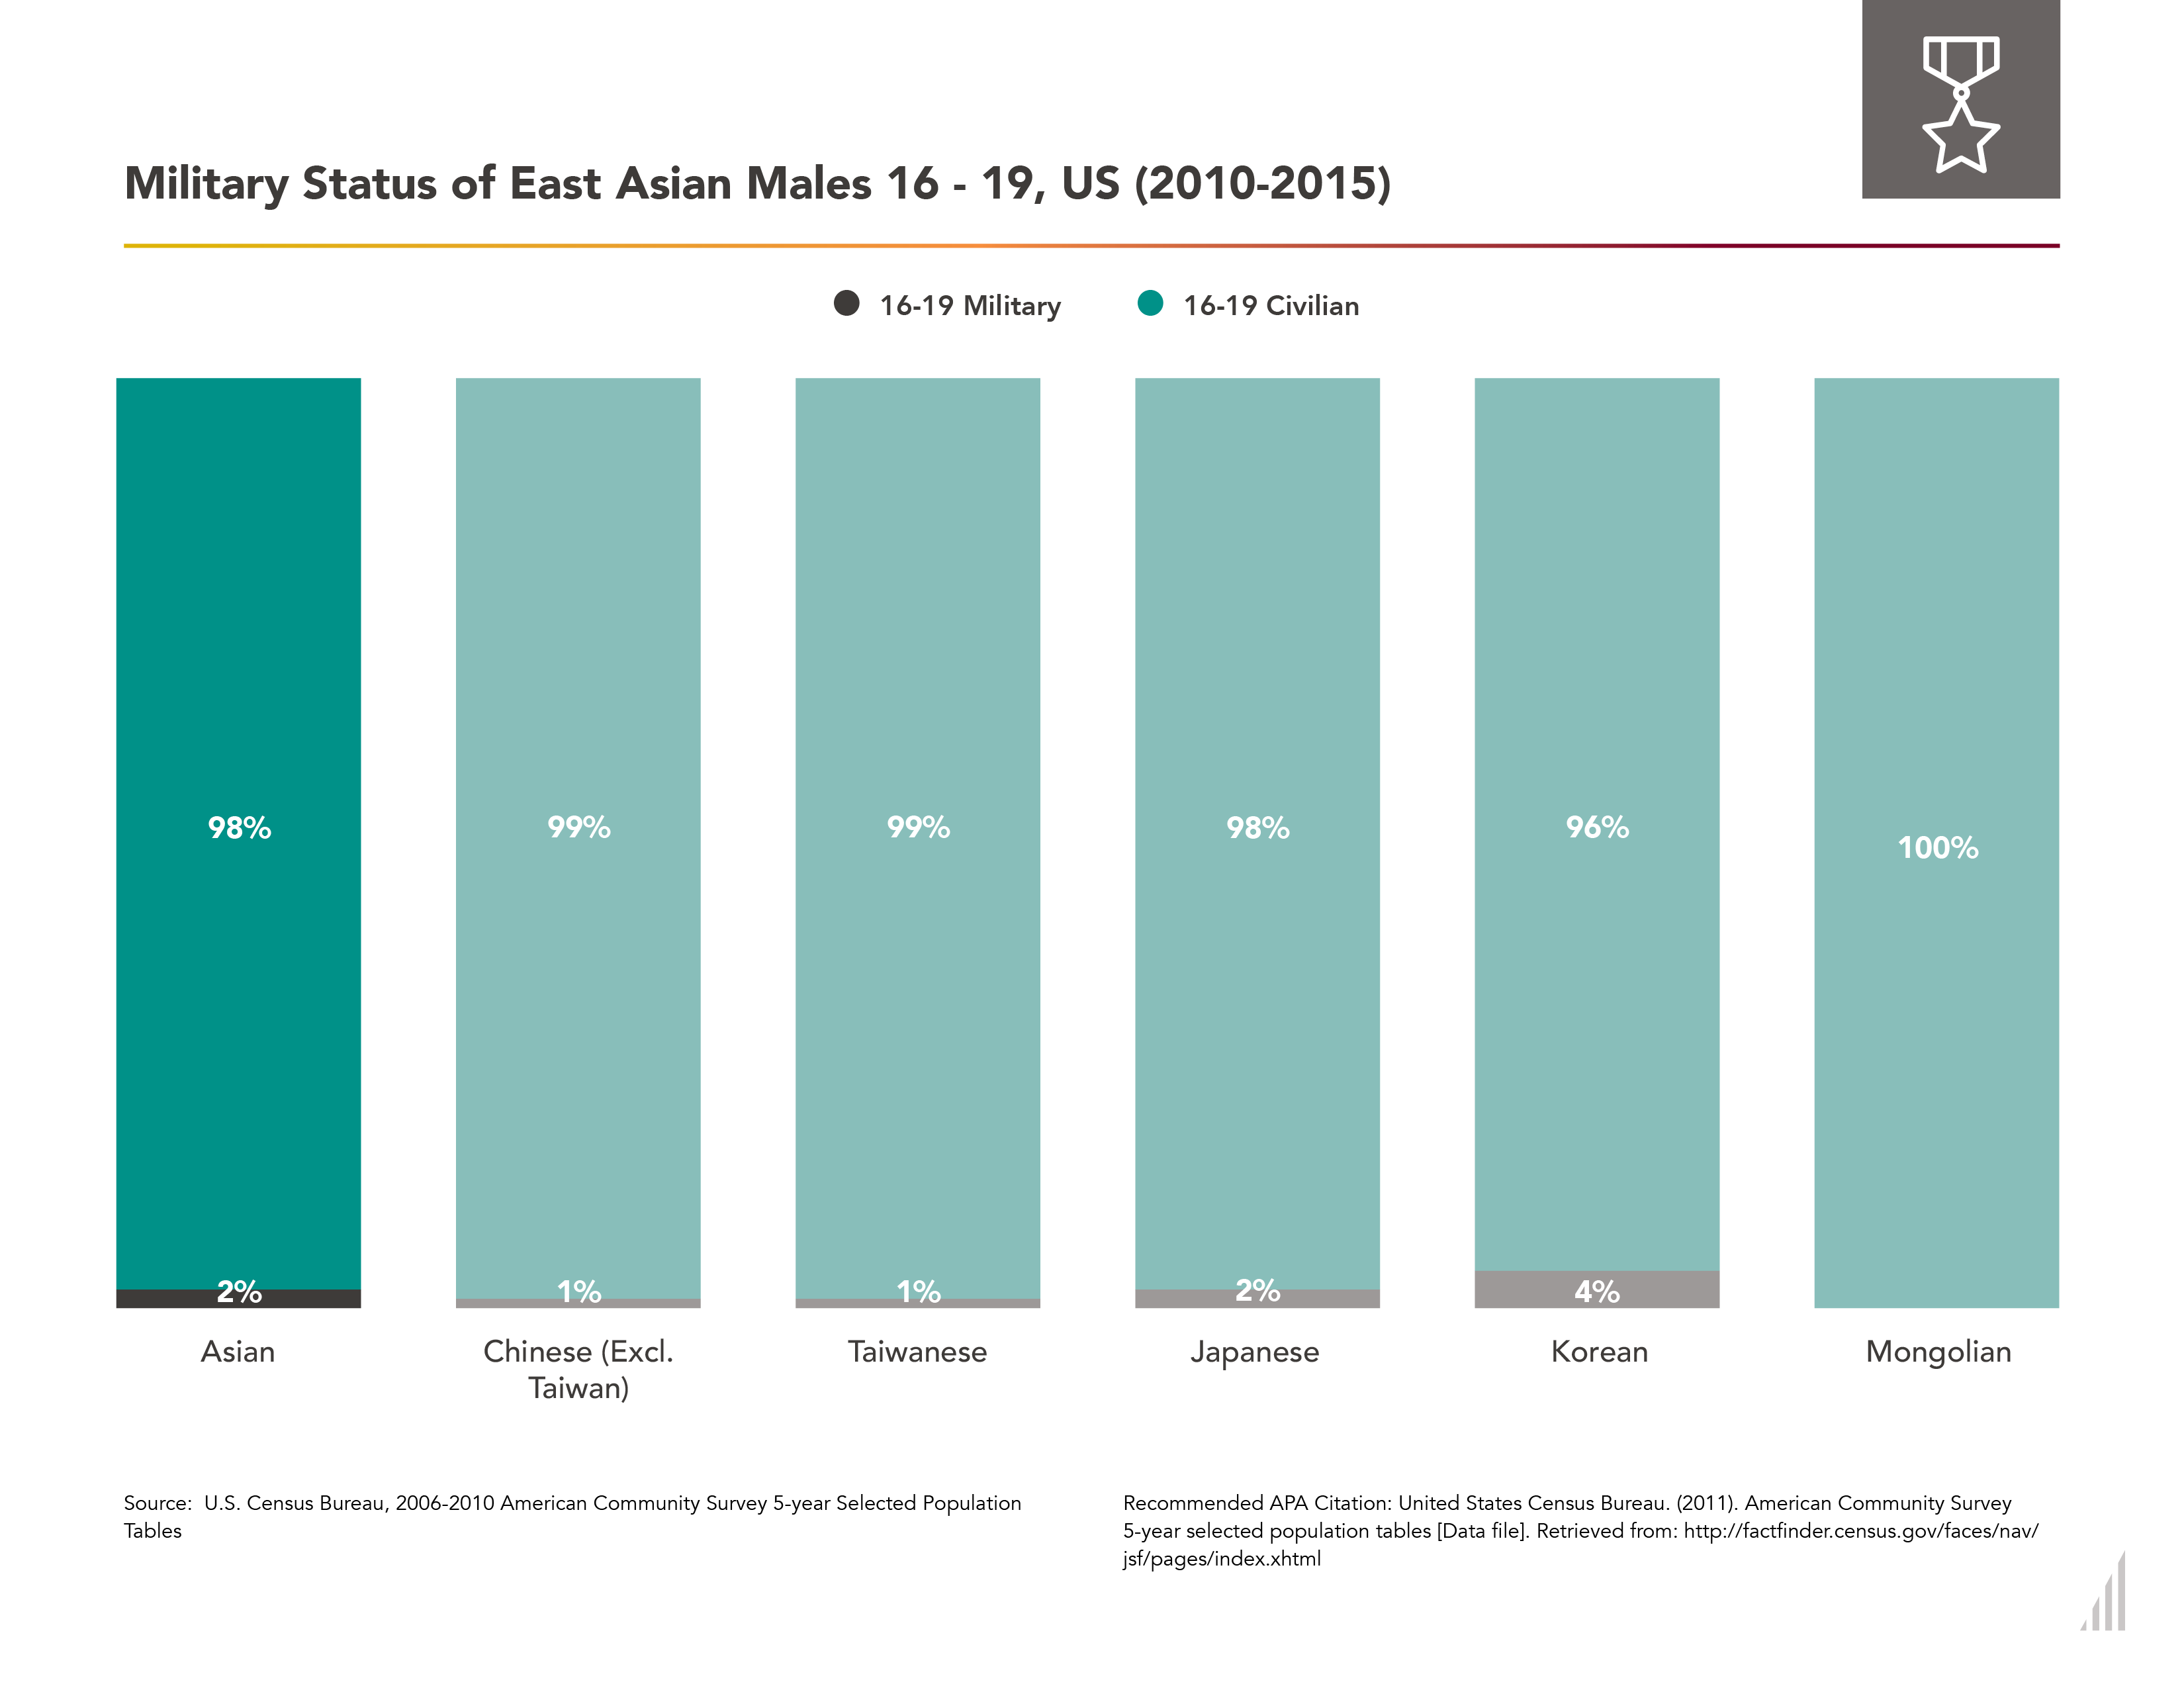 Military Status of East Asian Males 16 - 19, US (2010-2015)
16-19 Military
16-19 Civilian
98%
99%
99%
98%
96%
100%
2%
1%
1%
2%
4%
Asian
Chinese (Excl.
Taiwan)
Taiwanese
Japanese
Korean
Mongolian
Source:  U.S. Census Bureau, 2006-2010 American Community Survey 5-year Selected Population
Tables
Recommended APA Citation: United States Census Bureau. (2011). American Community Survey
5-year selected population tables [Data file]. Retrieved from: http://factfinder.census.gov/faces/nav/
jsf/pages/index.xhtml